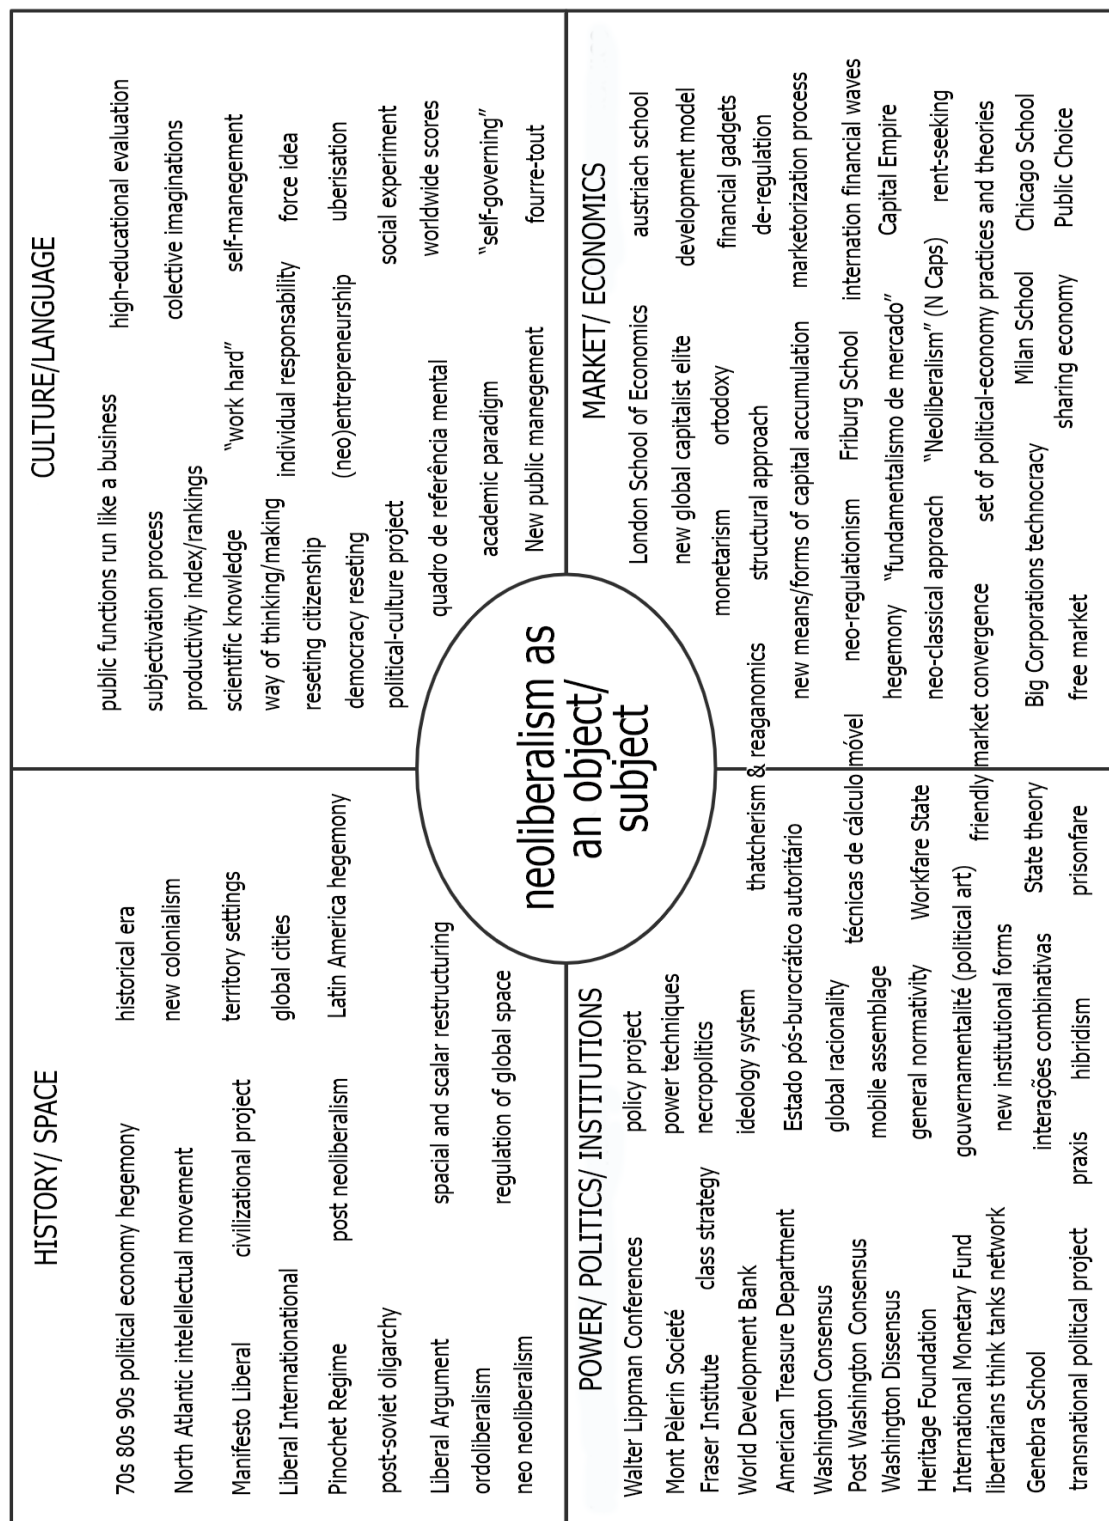 HISTORY/ SPACE
70s 80s 90s political economy hegemony
historical era
North Atlantic intelellectual movement
new colonialism
Manifesto Liberal
civilizational project
territory settings
Liberal Internationational
global cities
Pinochet Regime
post neoliberalism
Latin America hegemony
post-soviet oligarchy
Liberal Argument
spacial and scalar restructuring
ordoliberalism
regulation of global space
neo neoliberalism
CULTURE/LANGUAGE
public functions run like a business
high-educational evaluation
subjectivation process
colective imaginations
productivity index/rankings
scientific knowledge
“work hard”
self-manegement
way of thinking/making
individual responsability
force idea
reseting citizenship
democracy reseting
(neo)entrepreneurship
uberisation
political-culture project
social experiment
quadro de referência mental
worldwide scores
academic paradigm
“self-governing”
New public manegement
fourre-tout
neoliberalism as
an object/
subject
POWER/ POLITICS/ INSTITUTIONS
Walter Lippman Conferences
policy project
Mont Pèlerin Societé
power techniques
Fraser Institute
class strategy
necropolitics
World Development Bank
ideology system
thatcherism & reaganomics
American Treasure Department
Estado pós-burocrático autoritário
Washington Consensus
global racionality
técnicas de cálculo móvel
Post Washington Consensus
mobile assemblage
Washington Dissensus
Heritage Foundation
general normativity
Workfare State
International Monetary Fund
gouvernamentalité (political art)
friendly market convergence
libertarians think tanks network
new institutional forms
Genebra School
interações combinativas
State theory
transnational political project
praxis
hibridism
prisonfare
MARKET/ ECONOMICS
London School of Economics
austriach school
new global capitalist elite
development model
monetarism
ortodoxy
financial gadgets
structural approach
de-regulation
new means/forms of capital accumulation
marketorization process
neo-regulationism
Friburg School
internation financial waves
hegemony
“fundamentalismo de mercado”
Capital Empire
neo-classical approach
“Neoliberalism” (N Caps)
rent-seeking
set of political-economy practices and theories
Big Corporations technocracy
Milan School
Chicago School
free market
sharing economy
Public Choice